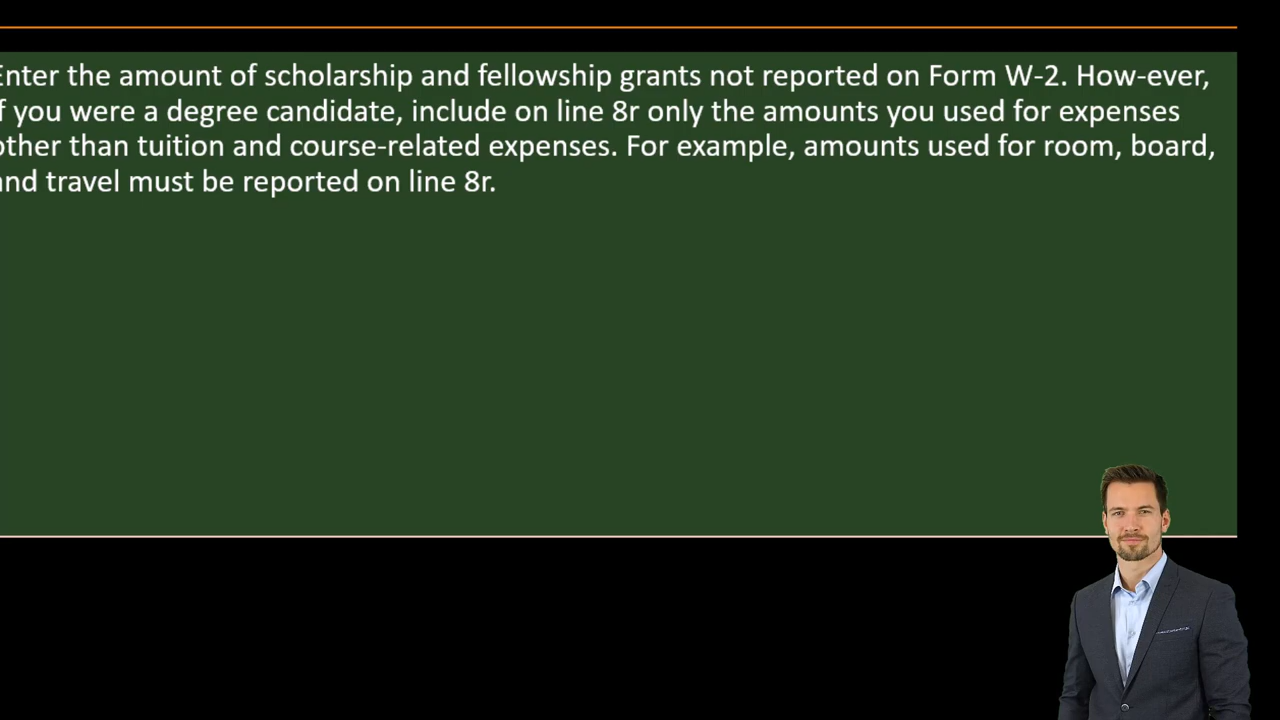 Enter the amount of scholarship and fellowship grants not reported on Form W-2. How-ever,
if you were a degree candidate, include on line 8r only the amounts you used for expenses
other than tuition and course-related expenses. For example, amounts used for room, board,
and travel must be reported on line 8r.